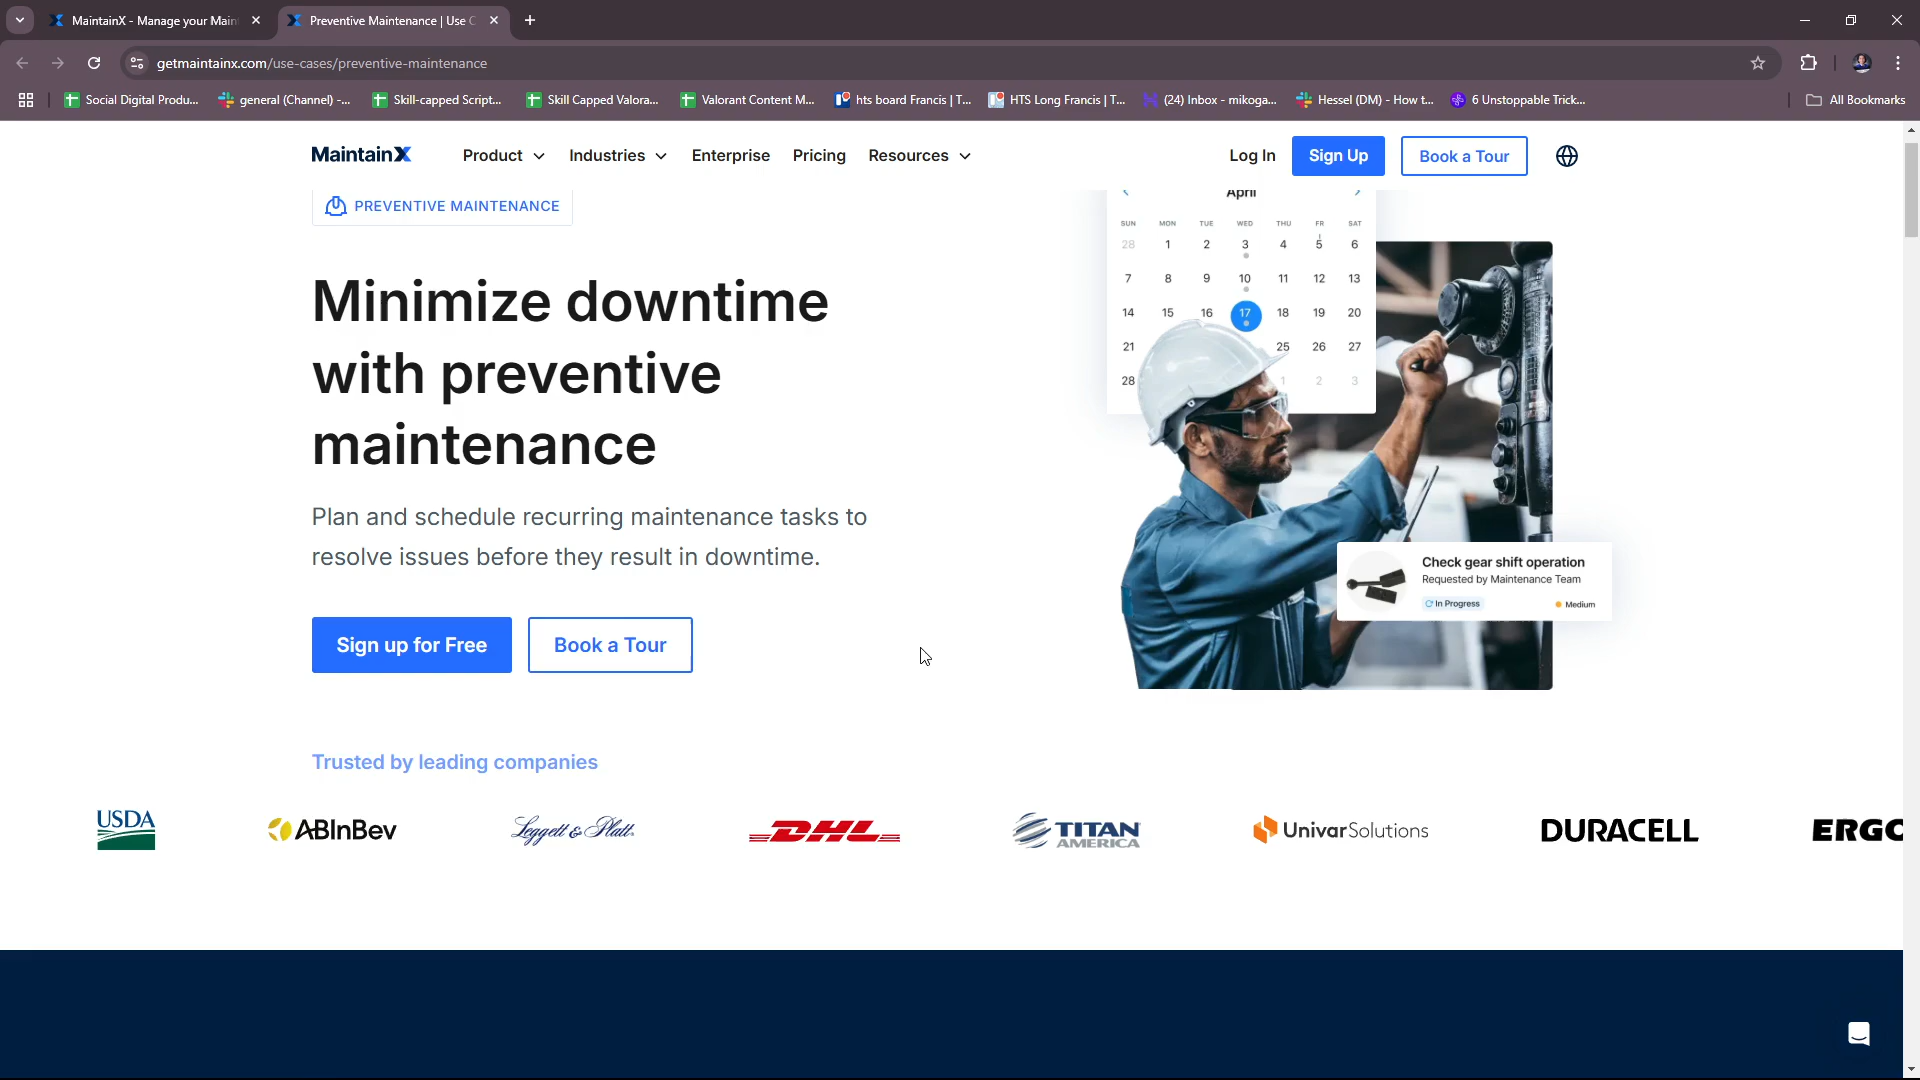 MaintainX - Manage your Main
Preventive Maintenance | Use C
getmaintainx.com/use-cases/preventive-maintenance
Social Digital Produ...
general (Channel) -...
Skill-capped Script...
Skill Capped Valora...
Valorant Content M...
hts board Francis | T...
HTS Long Francis | T...
(24) Inbox - mikoga...
Hessel (DM) - How t...
6 Unstoppable Trick...
All Bookmarks
MaintainX
Product
Industries
Enterprise
Pricing
Resources
Log In
Sign Up
Book a Tour
PREVENTIVE MAINTENANCE
Minimize downtime
with preventive
maintenance
Plan and schedule recurring maintenance tasks to
resolve issues before they result in downtime.
Sign up for Free
Book a Tour
April
SUN MON TUE WED THU FR SAT
28 1 2 3 4 5 6
7 8 9 10 11 12 13
14 15 16 17 18 19 20
21 25 26 27
28 1 2 3
Check gear shift operation
Requested by Maintenance Team
In Progress
Medium
Trusted by leading companies
USDA
ABInBev
Leggett & Platt
DHL
TITAN
AMERICA
UnivarSolutions
DURACELL
ERGO